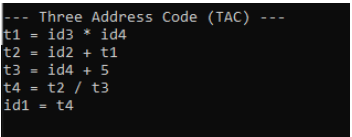 --- Three Address Code (TAC) ---
t1 = id3 * id4
t2 = id2 + t1
t3 = id4 + 5
t4 = t2 / t3
id1 = t4